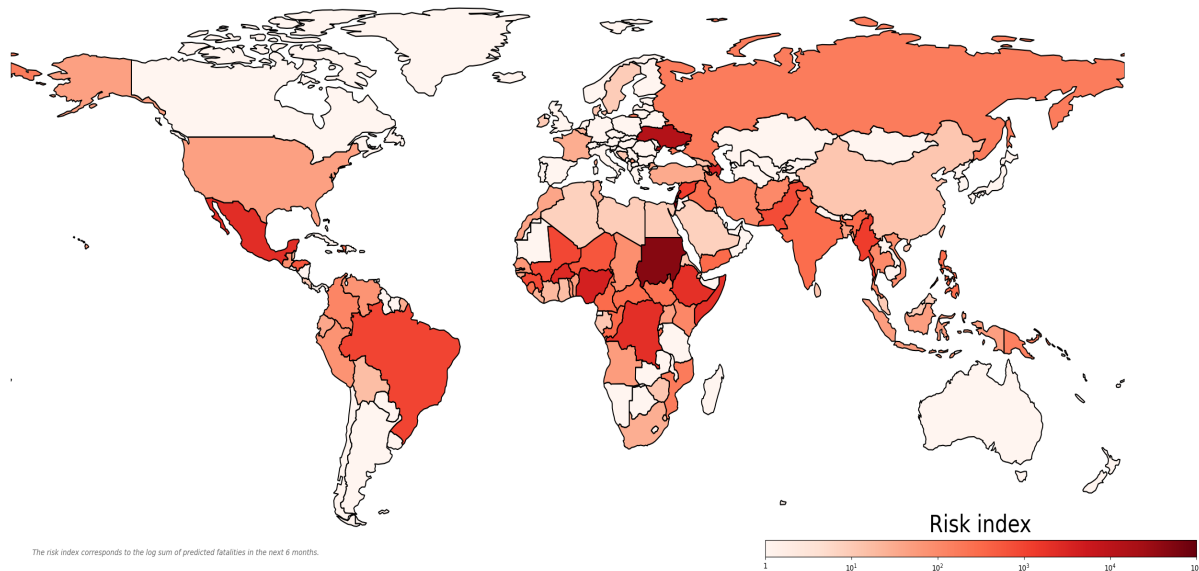 Risk index
The risk index corresponds to the log sum of predicted fatalities in the next 6 months.
1 10¹ 10² 10³ 10⁴ 10